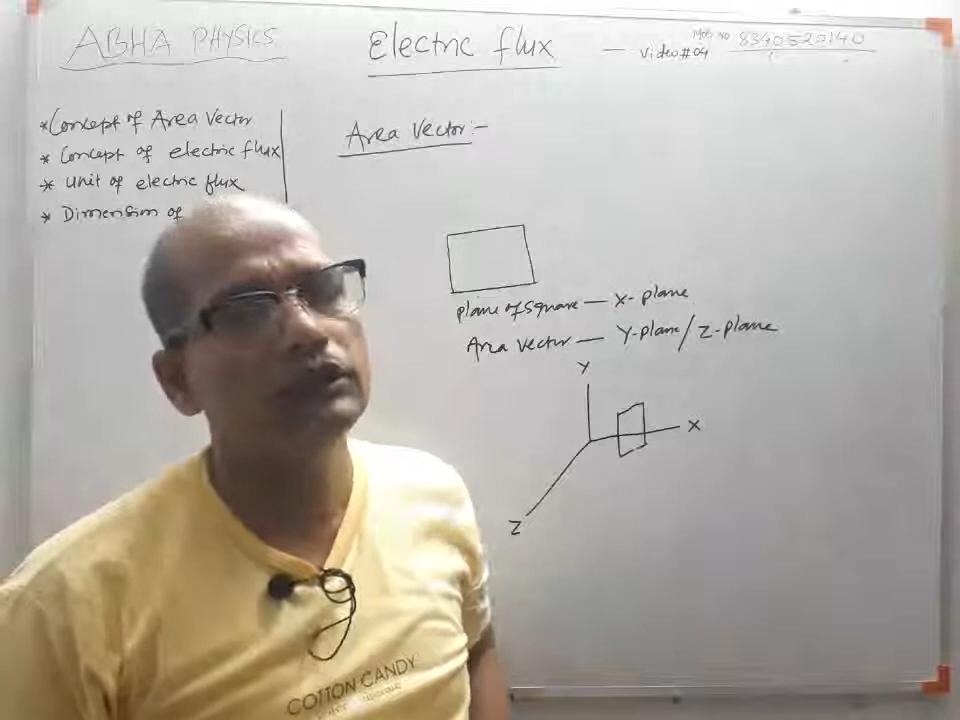 ABHA PHYSICS
Electric flux
— Video#04
Mob No 8340520140
*Concept of Area Vector
* Concept of electric flux
* Unit of electric flux
* Dimension of
Area Vector :-
plane of square — X-plane
Area Vector — Y-plane/Z-plane
Y
X
Z
COTTON CANDY